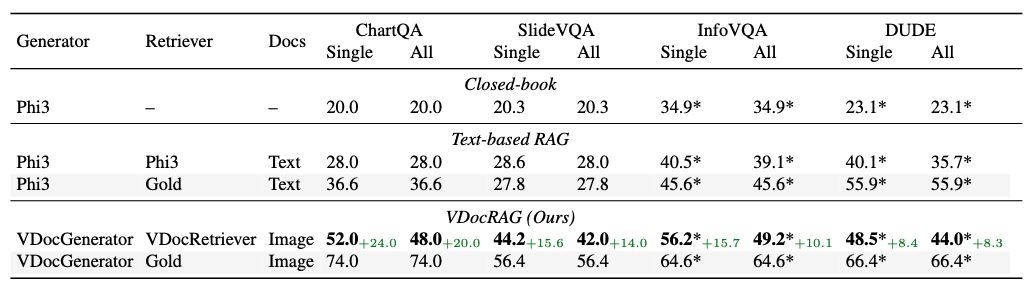 Generator Retriever Docs ChartQA SlideVQA InfoVQA DUDE
Single All Single All Single All Single All
Closed-book
Phi3 – – 20.0 20.0 20.3 20.3 34.9* 34.9* 23.1* 23.1*
Text-based RAG
Phi3 Phi3 Text 28.0 28.0 28.6 28.0 40.5* 39.1* 40.1* 35.7*
Phi3 Gold Text 36.6 36.6 27.8 27.8 45.6* 45.6* 55.9* 55.9*
VDocRAG (Ours)
VDocGenerator VDocRetriever Image 52.0+24.0 48.0+20.0 44.2+15.6 42.0+14.0 56.2*+15.7 49.2*+10.1 48.5*+8.4 44.0*+8.3
VDocGenerator Gold Image 74.0 74.0 56.4 56.4 64.6* 64.6* 66.4* 66.4*